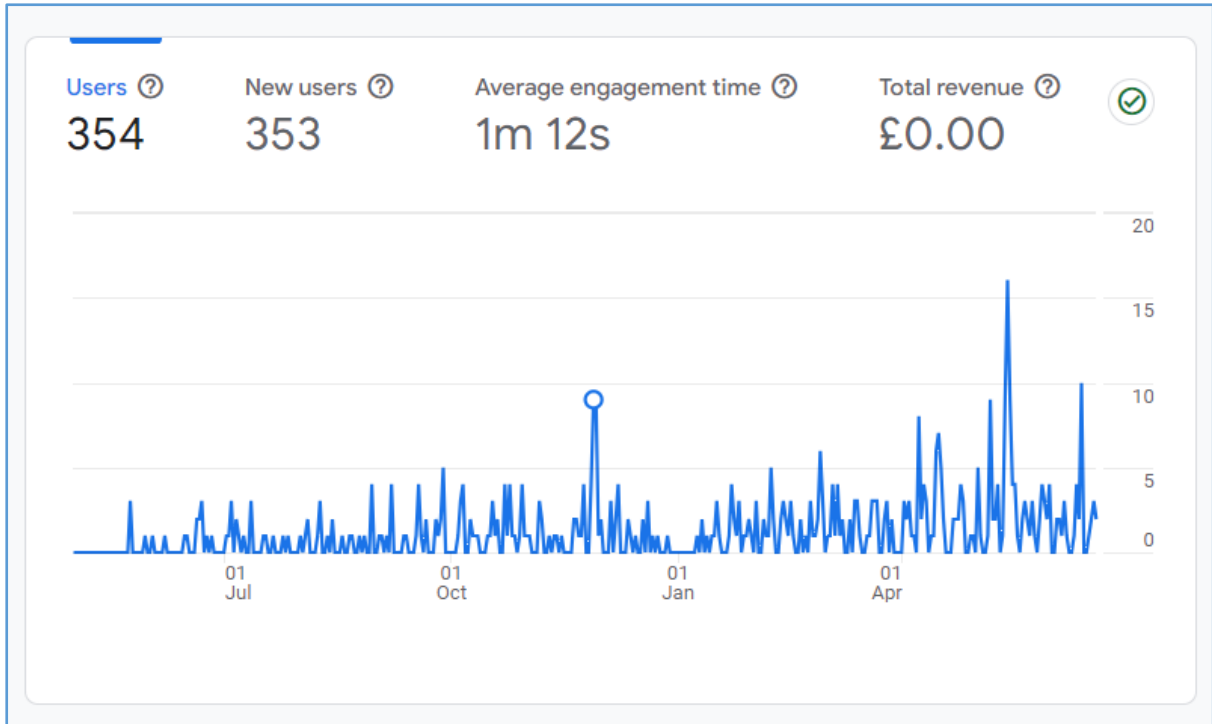 Users
New users
Average engagement time
Total revenue
354
353
1m 12s
£0.00
20
15
10
5
0
01
Jul
01
Oct
01
Jan
01
Apr